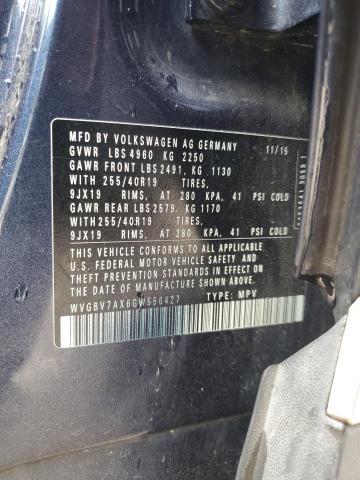 MFD BY VOLKSWAGEN AG GERMANY 11/15
GVWR LBS 4960 KG 2250
GAWR FRONT LBS 2491, KG 1130
WITH 255/40R19 TIRES,
9JX19 RIMS, AT 280 KPA, 41 PSI COLD
GAWR REAR LBS 2579, KG 1170
WITH 255/40R19 TIRES,
9JX19 RIMS, AT 280 KPA, 41 PSI COLD
THIS VEHICLE CONFORMS TO ALL APPLICABLE
U.S. FEDERAL MOTOR VEHICLE SAFETY AND
THEFT PREVENTION STANDARDS IN EFFECT ON
THE DATE OF MANUFACTURE SHOWN ABOVE.
WVGBV7AX6GW556427 TYPE: MPV